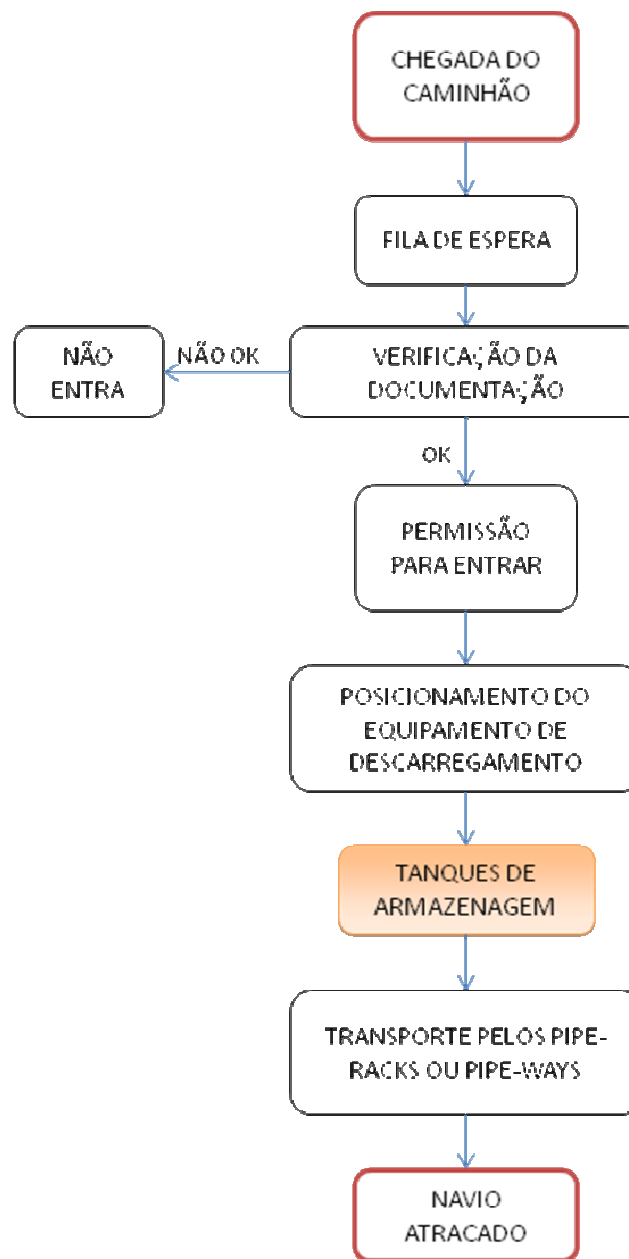 CHEGADA DO
CAMINHÃO
FILA DE ESPERA
NÃO
ENTRA
NÃO OK
VERIFICAÇÃO DA
DOCUMENTAÇÃO
OK
PERMISSÃO
PARA ENTRAR
POSICIONAMENTO DO
EQUIPAMENTO DE
DESCARREGAMENTO
TANQUES DE
ARMAZENAGEM
TRANSPORTE PELOS PIPE-
RACKS OU PIPE-WAYS
NAVIO
ATRACADO